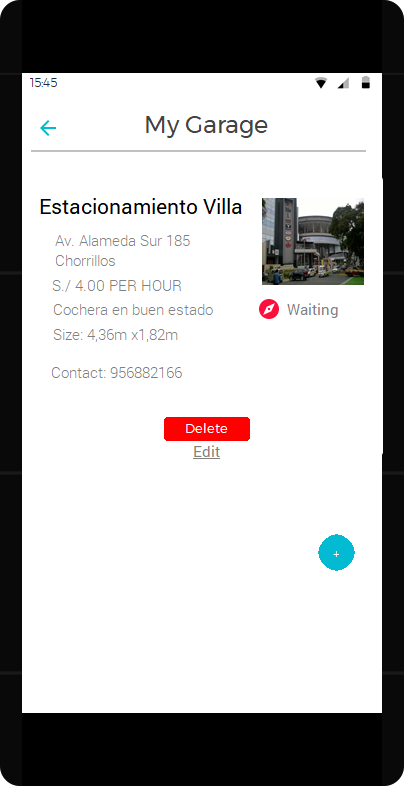 15:45
My Garage
Estacionamiento Villa
Av. Alameda Sur 185
Chorrillos
S./ 4.00 PER HOUR
Cochera en buen estado
Waiting
Size: 4,36m x1,82m
Contact: 956882166
Delete
Edit
+